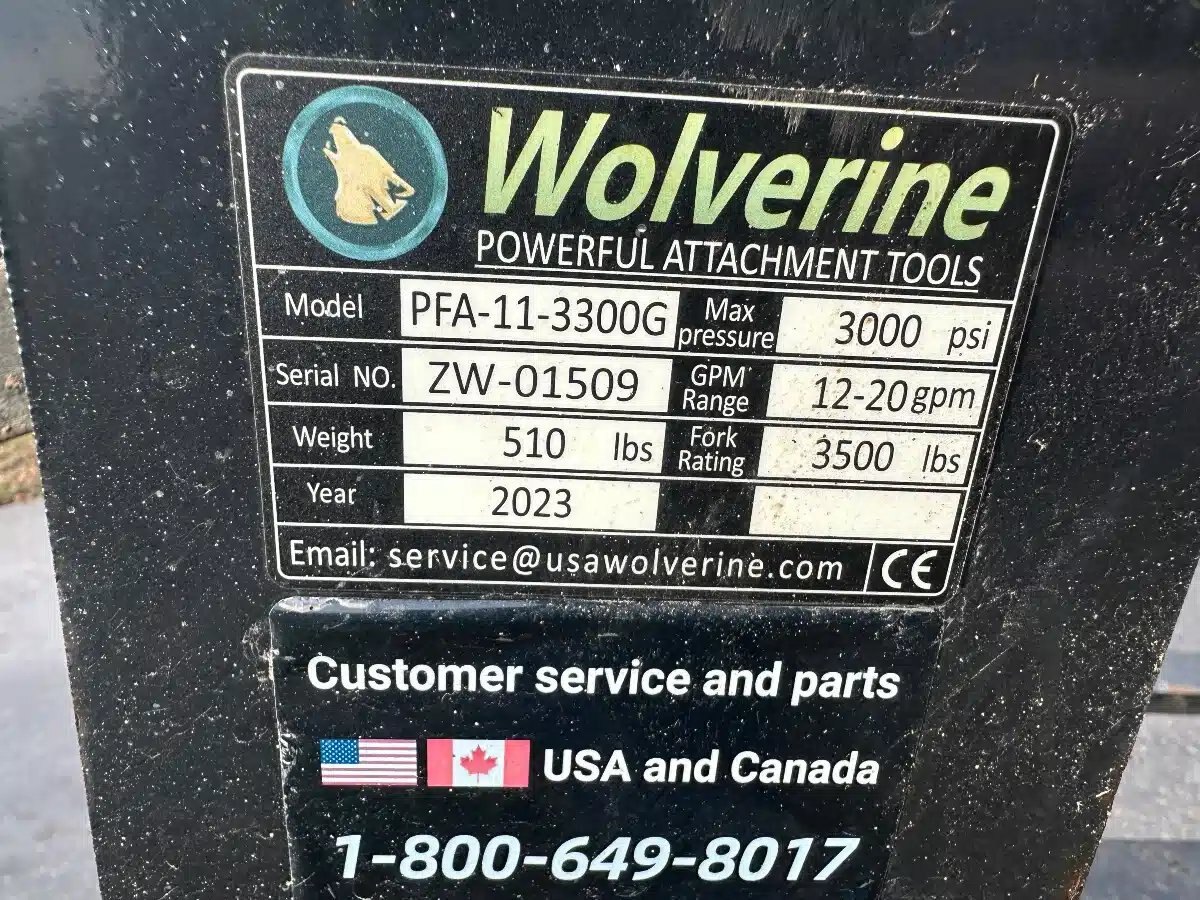 Wolverine
POWERFUL ATTACHMENT TOOLS
Model PFA-11-3300G Max pressure 3000 psi
Serial NO. ZW-01509 GPM Range 12-20 gpm
Weight 510 lbs Fork Rating 3500 lbs
Year 2023
Email: service@usawolverine.com CE
Customer service and parts
USA and Canada
1-800-649-8017